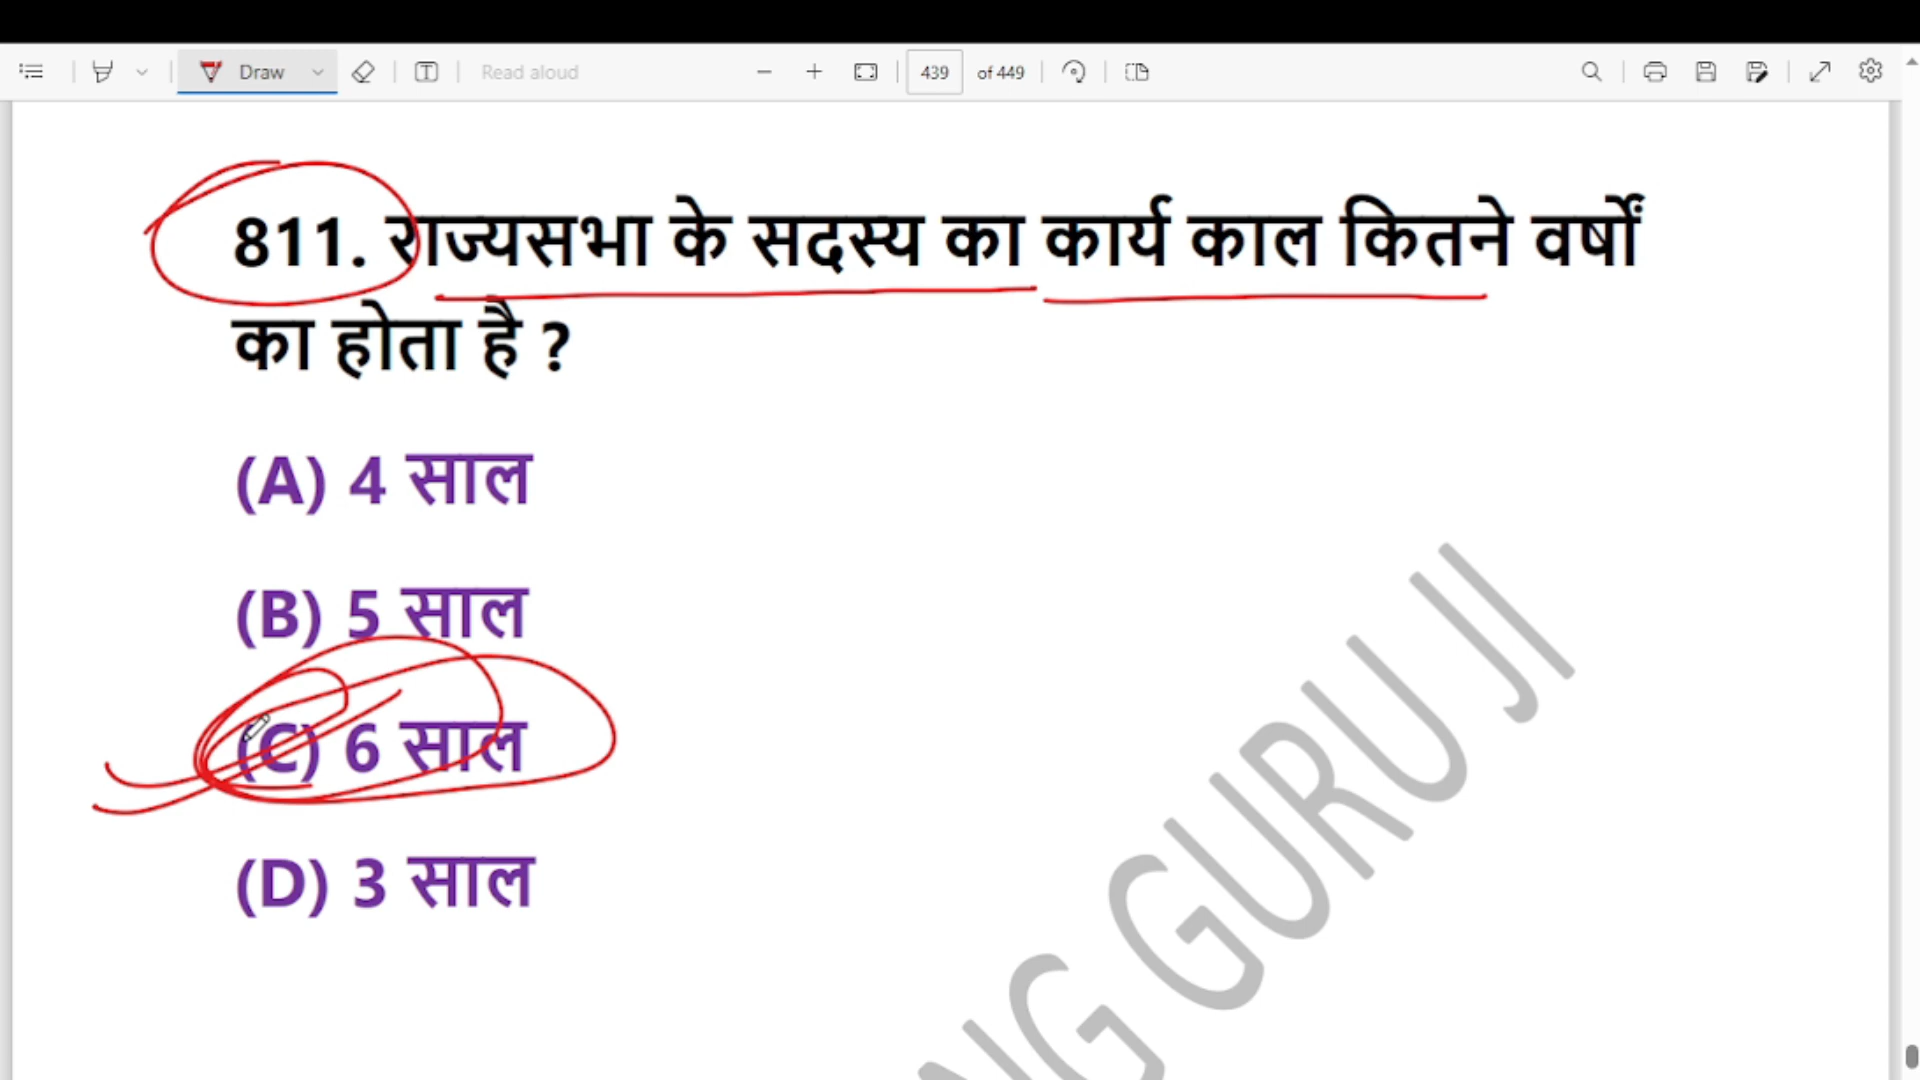 Draw
Read aloud
439 of 449
811. राज्यसभा के सदस्य का कार्य काल कितने वर्षों
का होता है ?
(A) 4 साल
(B) 5 साल
(C) 6 साल
(D) 3 साल
NG GURU JI